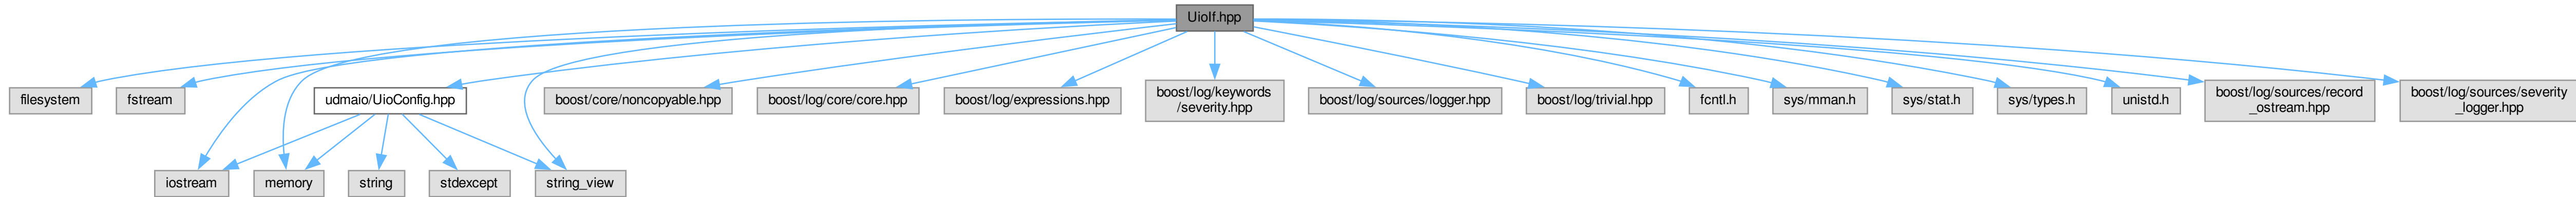 UioIf.hpp
filesystem
fstream
udmaio/UioConfig.hpp
boost/core/noncopyable.hpp
boost/log/core/core.hpp
boost/log/expressions.hpp
boost/log/keywords
/severity.hpp
boost/log/sources/logger.hpp
boost/log/trivial.hpp
fcntl.h
sys/mman.h
sys/stat.h
sys/types.h
unistd.h
boost/log/sources/record
_ostream.hpp
boost/log/sources/severity
_logger.hpp
iostream
memory
string
stdexcept
string_view